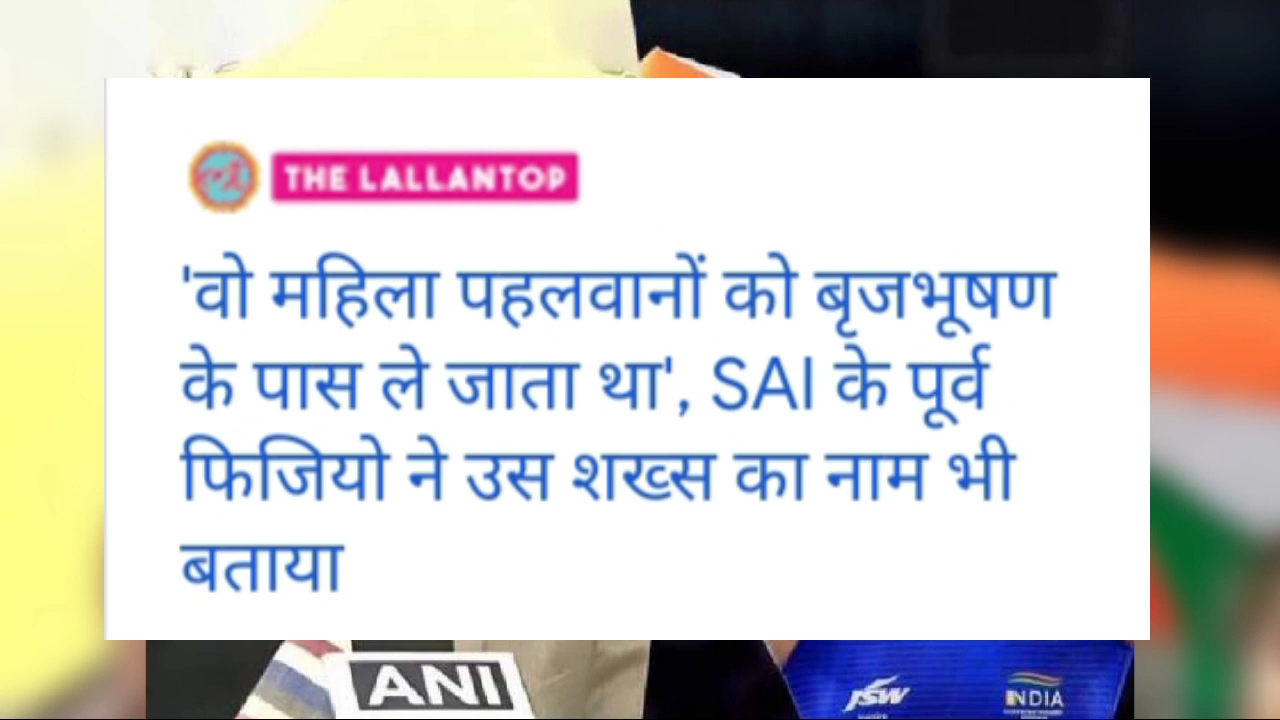 THE LALLANTOP
'वो महिला पहलवानों को बृजभूषण
के पास ले जाता था', SAI के पूर्व
फिजियो ने उस शख्स का नाम भी
बताया
ANI
JSW
INDIA